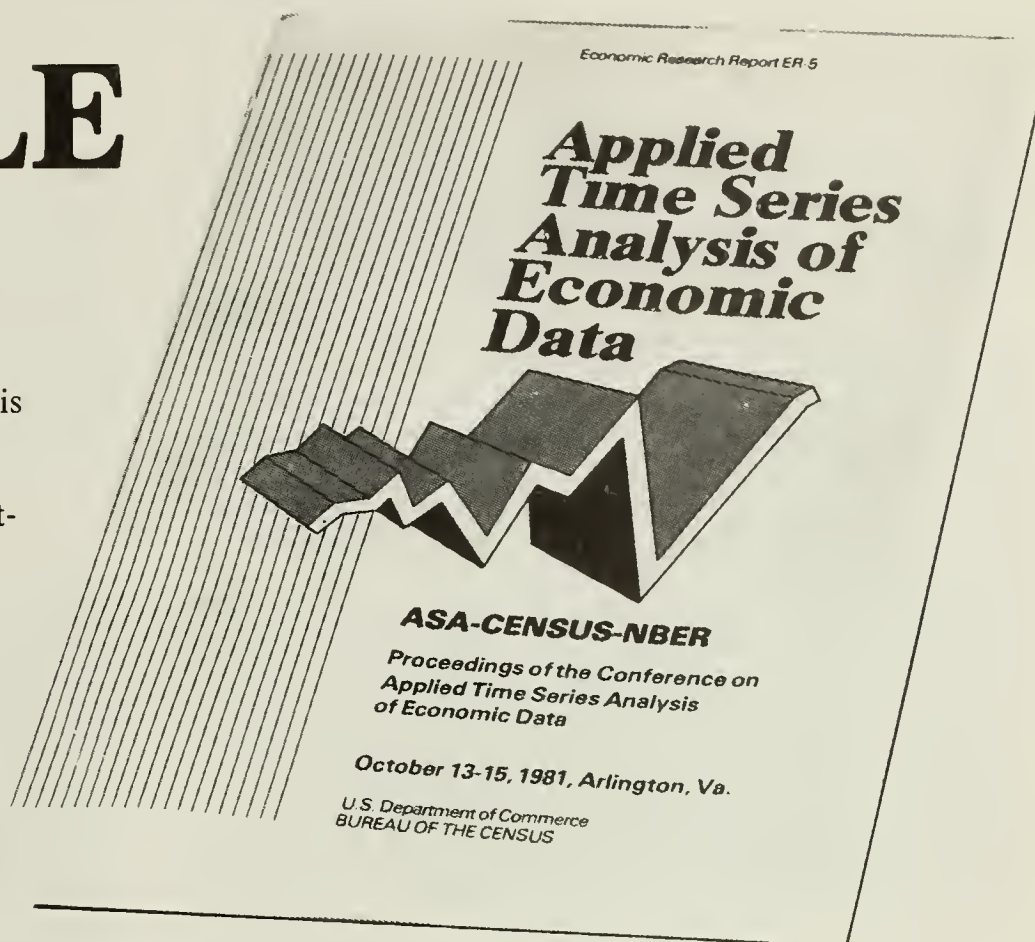 LE
is
t-
Economic Research Report ER-5
Applied
Time Series
Analysis of
Economic
Data
ASA-CENSUS-NBER
Proceedings of the Conference on
Applied Time Series Analysis
of Economic Data
October 13-15, 1981, Arlington, Va.
U.S. Department of Commerce
BUREAU OF THE CENSUS